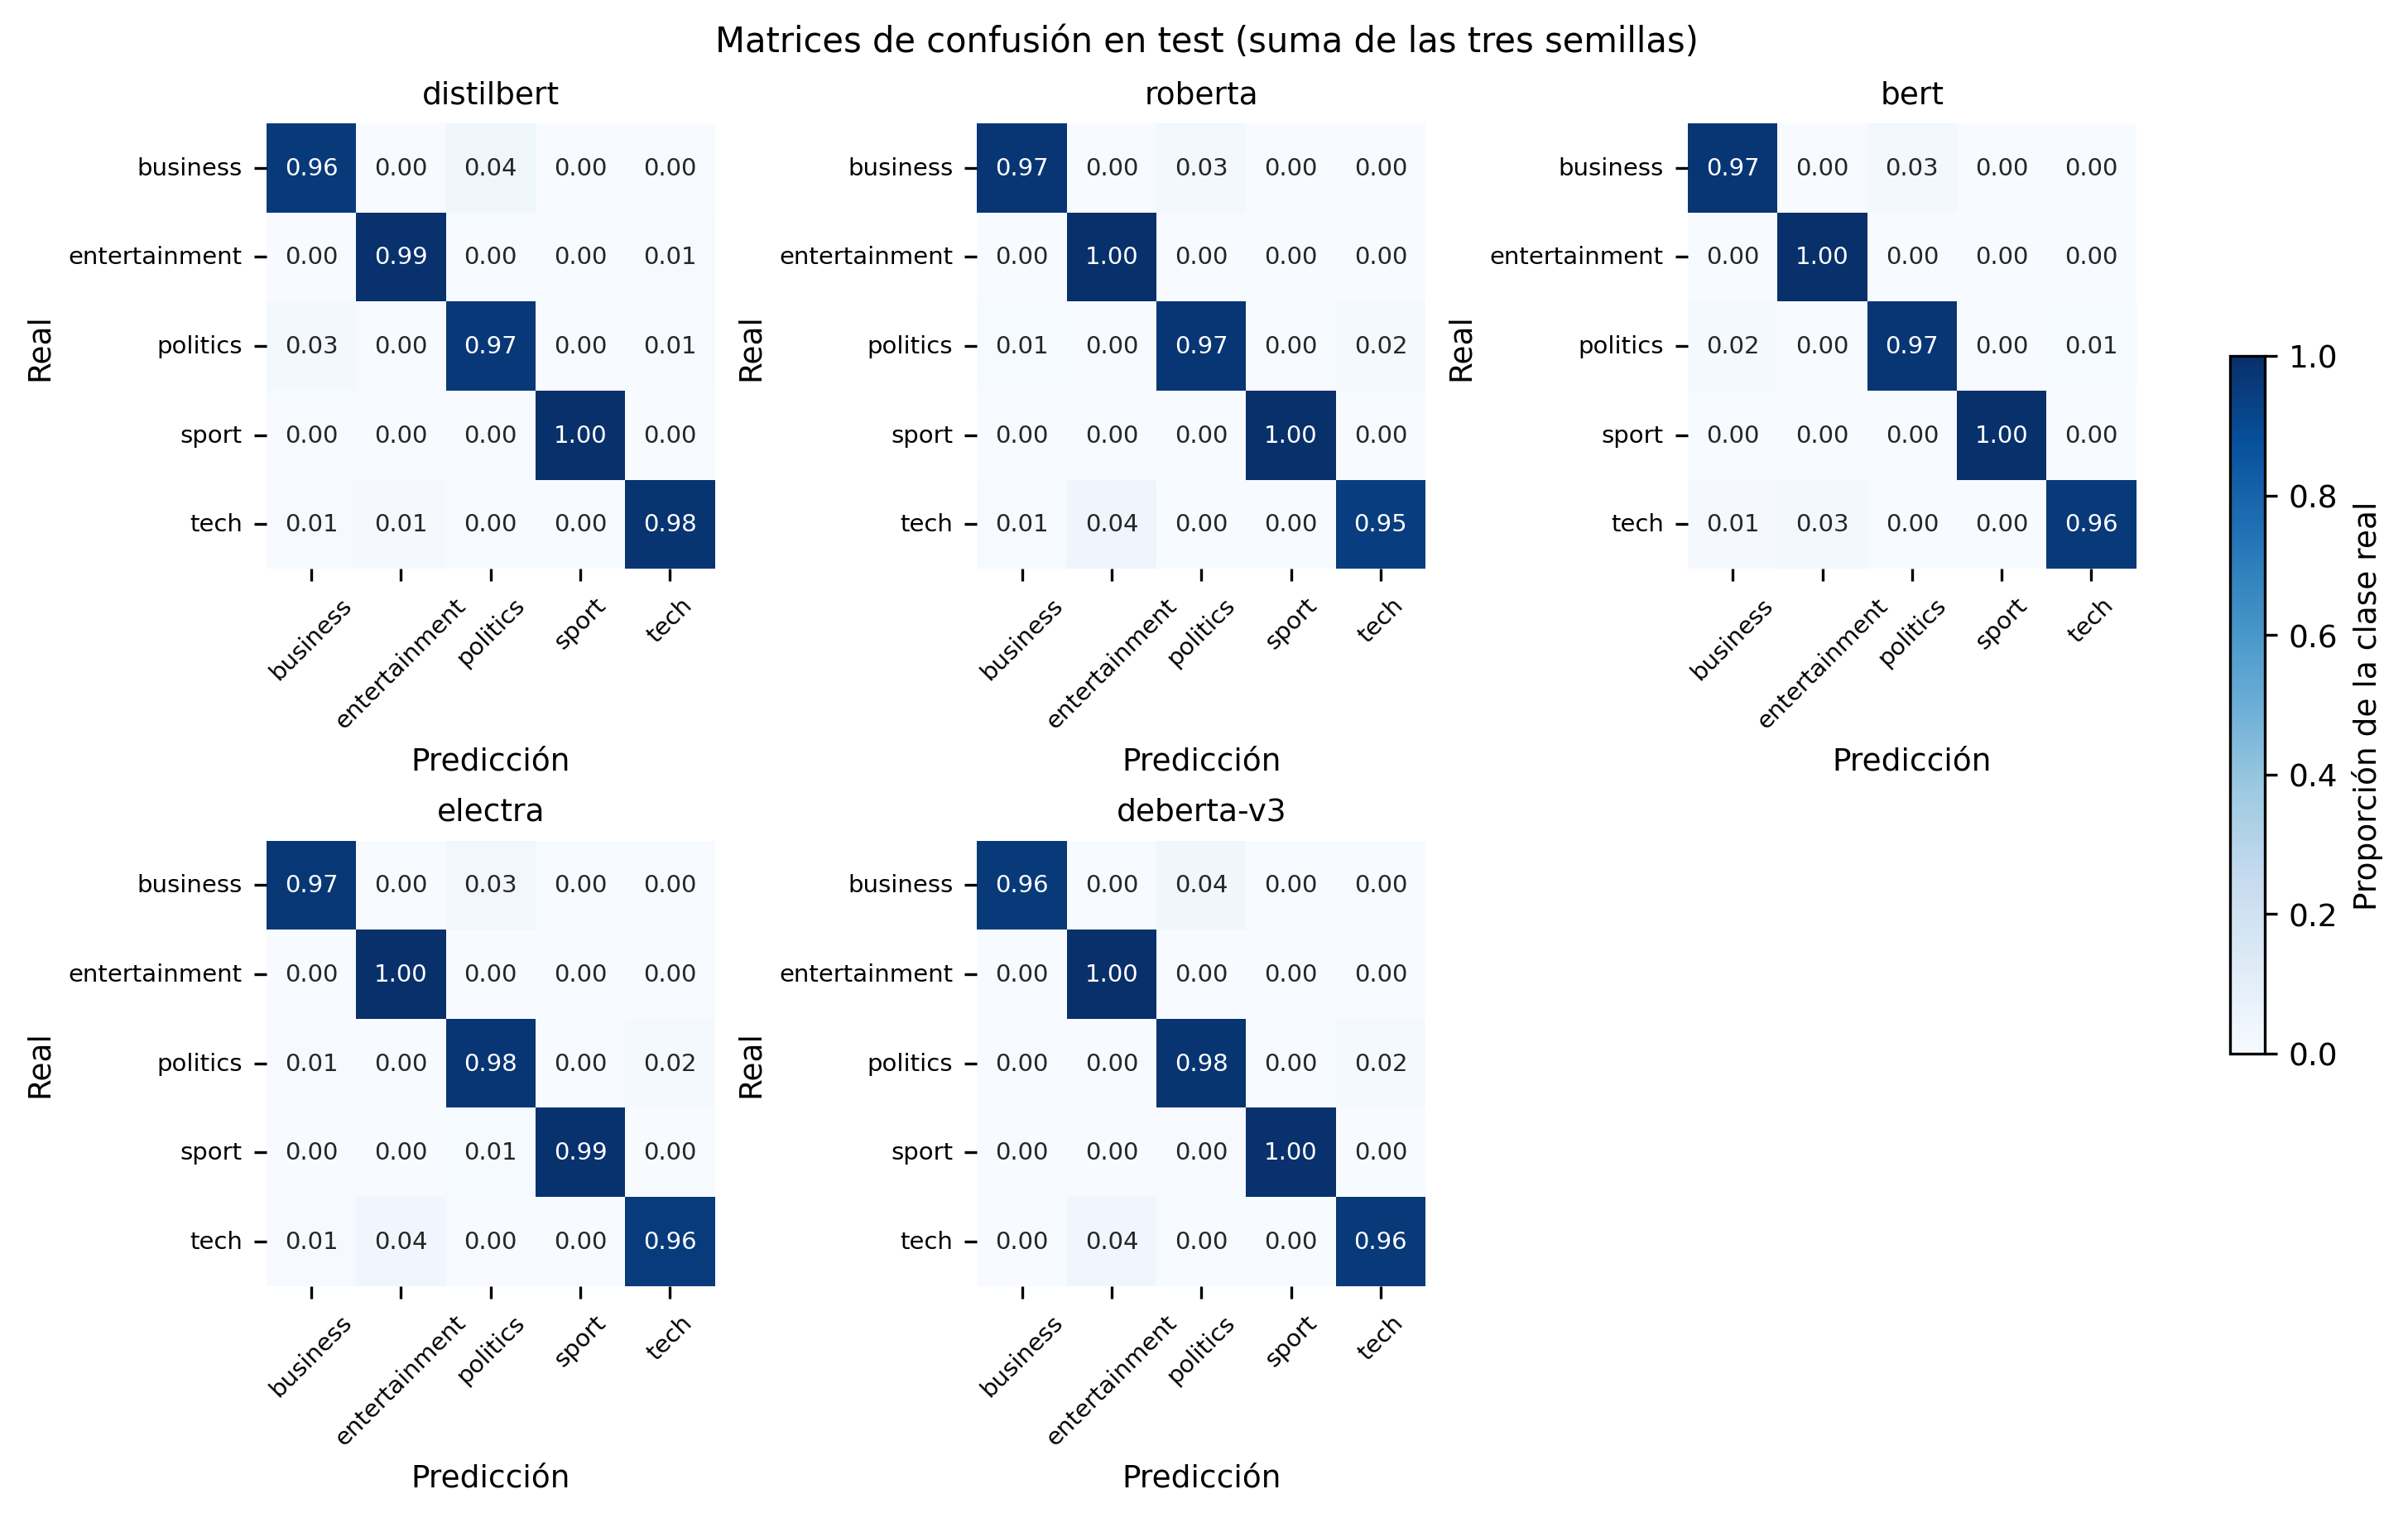 Matrices de confusión en test (suma de las tres semillas)
distilbert
Real
business 0.96 0.00 0.04 0.00 0.00
entertainment 0.00 0.99 0.00 0.00 0.01
politics 0.03 0.00 0.97 0.00 0.01
sport 0.00 0.00 0.00 1.00 0.00
tech 0.01 0.01 0.00 0.00 0.98
business entertainment politics sport tech
Predicción
roberta
Real
business 0.97 0.00 0.03 0.00 0.00
entertainment 0.00 1.00 0.00 0.00 0.00
politics 0.01 0.00 0.97 0.00 0.02
sport 0.00 0.00 0.00 1.00 0.00
tech 0.01 0.04 0.00 0.00 0.95
business entertainment politics sport tech
Predicción
bert
Real
business 0.97 0.00 0.03 0.00 0.00
entertainment 0.00 1.00 0.00 0.00 0.00
politics 0.02 0.00 0.97 0.00 0.01
sport 0.00 0.00 0.00 1.00 0.00
tech 0.01 0.03 0.00 0.00 0.96
business entertainment politics sport tech
Predicción
electra
Real
business 0.97 0.00 0.03 0.00 0.00
entertainment 0.00 1.00 0.00 0.00 0.00
politics 0.01 0.00 0.98 0.00 0.02
sport 0.00 0.00 0.01 0.99 0.00
tech 0.01 0.04 0.00 0.00 0.96
business entertainment politics sport tech
Predicción
deberta-v3
Real
business 0.96 0.00 0.04 0.00 0.00
entertainment 0.00 1.00 0.00 0.00 0.00
politics 0.00 0.00 0.98 0.00 0.02
sport 0.00 0.00 0.00 1.00 0.00
tech 0.00 0.04 0.00 0.00 0.96
business entertainment politics sport tech
Predicción
1.0
0.8
0.6
0.4
0.2
0.0
Proporción de la clase real